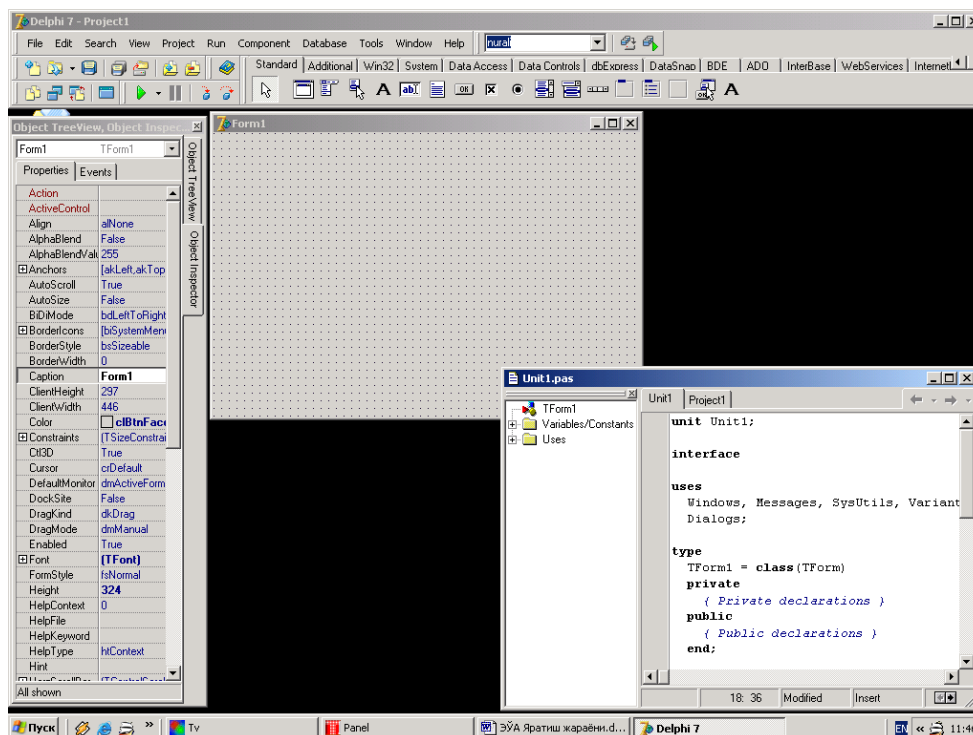 Delphi 7 - Project1
File Edit Search View Project Run Component Database Tools Window Help nural
Standard Additional Win32 System Data Access Data Controls dbExpress DataSnap BDE ADO InterBase WebServices
Object TreeView, Object Inspec
Form1 TForm1
Properties Events
Action
ActiveControl
Align alNone
AlphaBlend False
AlphaBlendValu 255
Anchors [akLeft,akTop
AutoScroll True
AutoSize False
BiDiMode bdLeftToRight
BorderIcons [biSystemMenu
BorderStyle bsSizeable
BorderWidth 0
Caption Form1
ClientHeight 297
ClientWidth 446
Color clBtnFace
Constraints (TSizeConstrai
Ctl3D True
Cursor crDefault
DefaultMonitor dmActiveForm
DockSite False
DragKind dkDrag
DragMode dmManual
Enabled True
Font (TFont)
FormStyle fsNormal
Height 324
HelpContext 0
HelpFile
HelpKeyword
HelpType htContext
Hint
All shown
Object TreeView
Object Inspector
Form1
Unit1.pas
TForm1
Variables/Constants
Uses
Unit1 Project1
unit Unit1;
interface
uses
Windows, Messages, SysUtils, Variant
Dialogs;
type
TForm1 = class(TForm)
private
{ Private declarations }
public
{ Public declarations }
end;
18: 36 Modified Insert
Пуск » Tv Panel ЭЎА Яратиш жараёни.d... Delphi 7 EN «